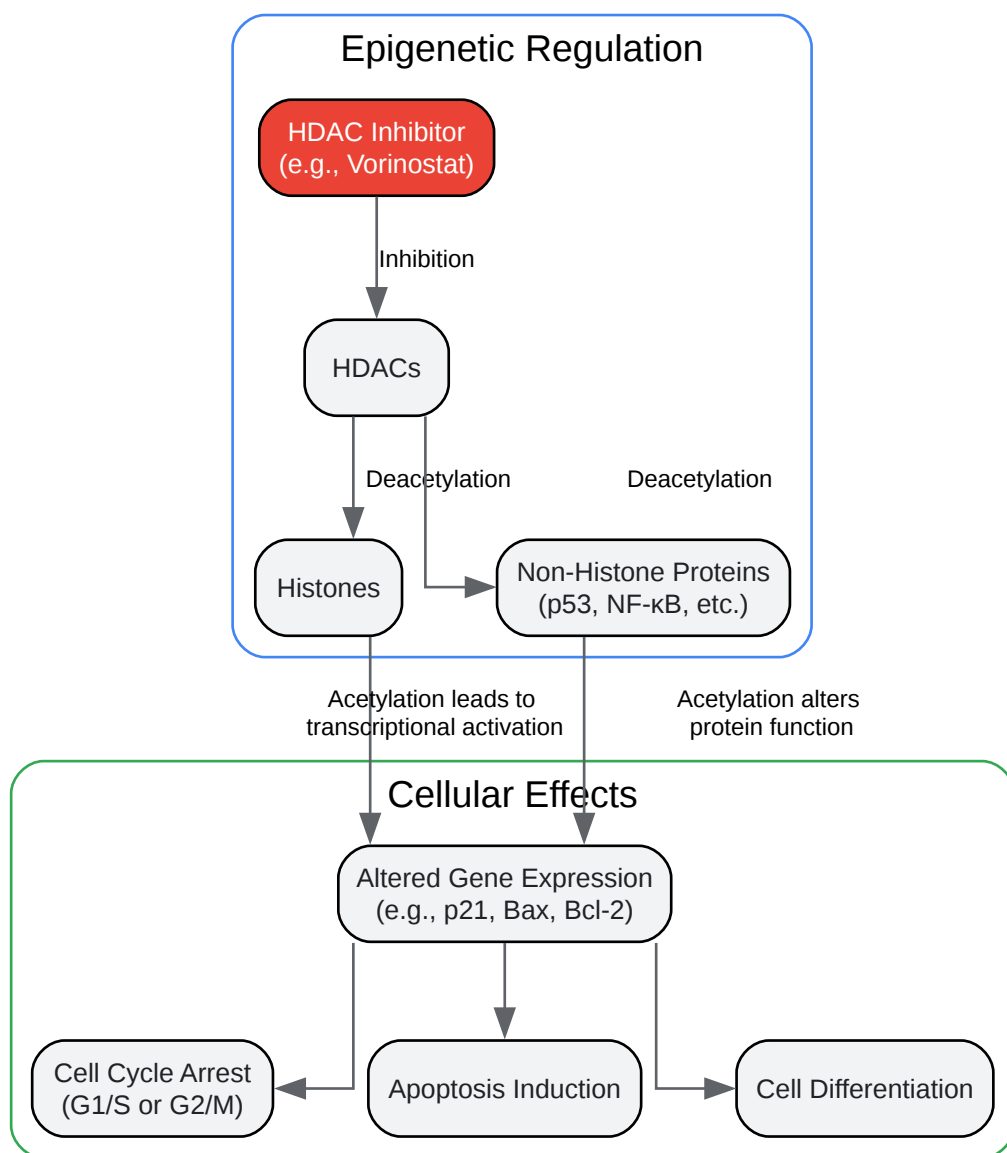 Epigenetic Regulation
HDAC Inhibitor
(e.g., Vorinostat)
Inhibition
HDACs
Deacetylation
Deacetylation
Histones
Non-Histone Proteins
(p53, NF-κB, etc.)
Acetylation leads to
transcriptional activation
Acetylation alters
protein function
Cellular Effects
Altered Gene Expression
(e.g., p21, Bax, Bcl-2)
Cell Cycle Arrest
(G1/S or G2/M)
Apoptosis Induction
Cell Differentiation